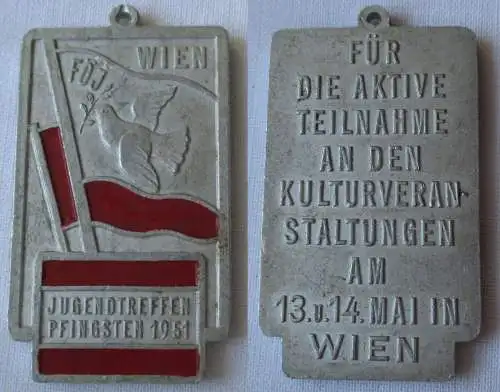 WIEN
FÖJ
JUGENDTREFFEN
PFINGSTEN 1951
FÜR
DIE AKTIVE
TEILNAHME
AN DEN
KULTURVERAN-
STALTUNGEN
AM
13.u.14.MAI IN
WIEN